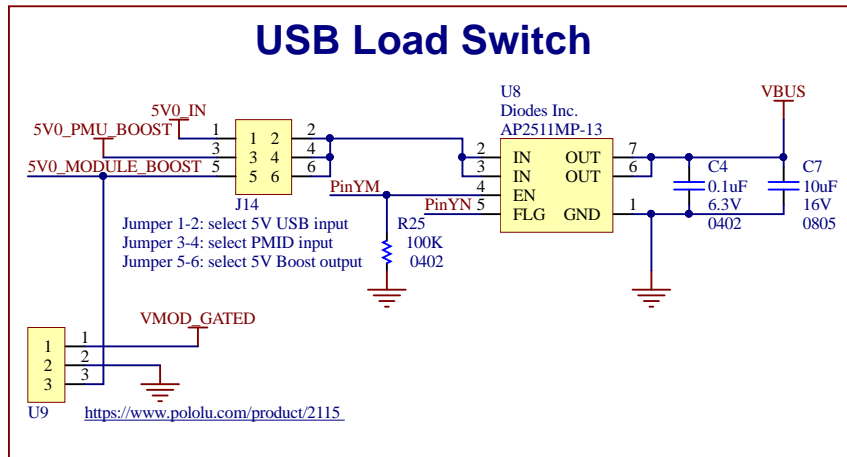 USB Load Switch
5V0_IN
5V0_PMU_BOOST
5V0_MODULE_BOOST
1 1 2 2
3 3 4 4
5 5 6 6
J14
Jumper 1-2: select 5V USB input
Jumper 3-4: select PMID input
Jumper 5-6: select 5V Boost output
PinYM
PinYN
R25
100K
0402
U8
Diodes Inc.
AP2511MP-13
2 IN OUT 7
3 IN OUT 6
4 EN
5 FLG GND 1
VBUS
C4
0.1uF
6.3V
0402
C7
10uF
16V
0805
VMOD_GATED
1 1
2 2
3 3
U9
https://www.pololu.com/product/2115